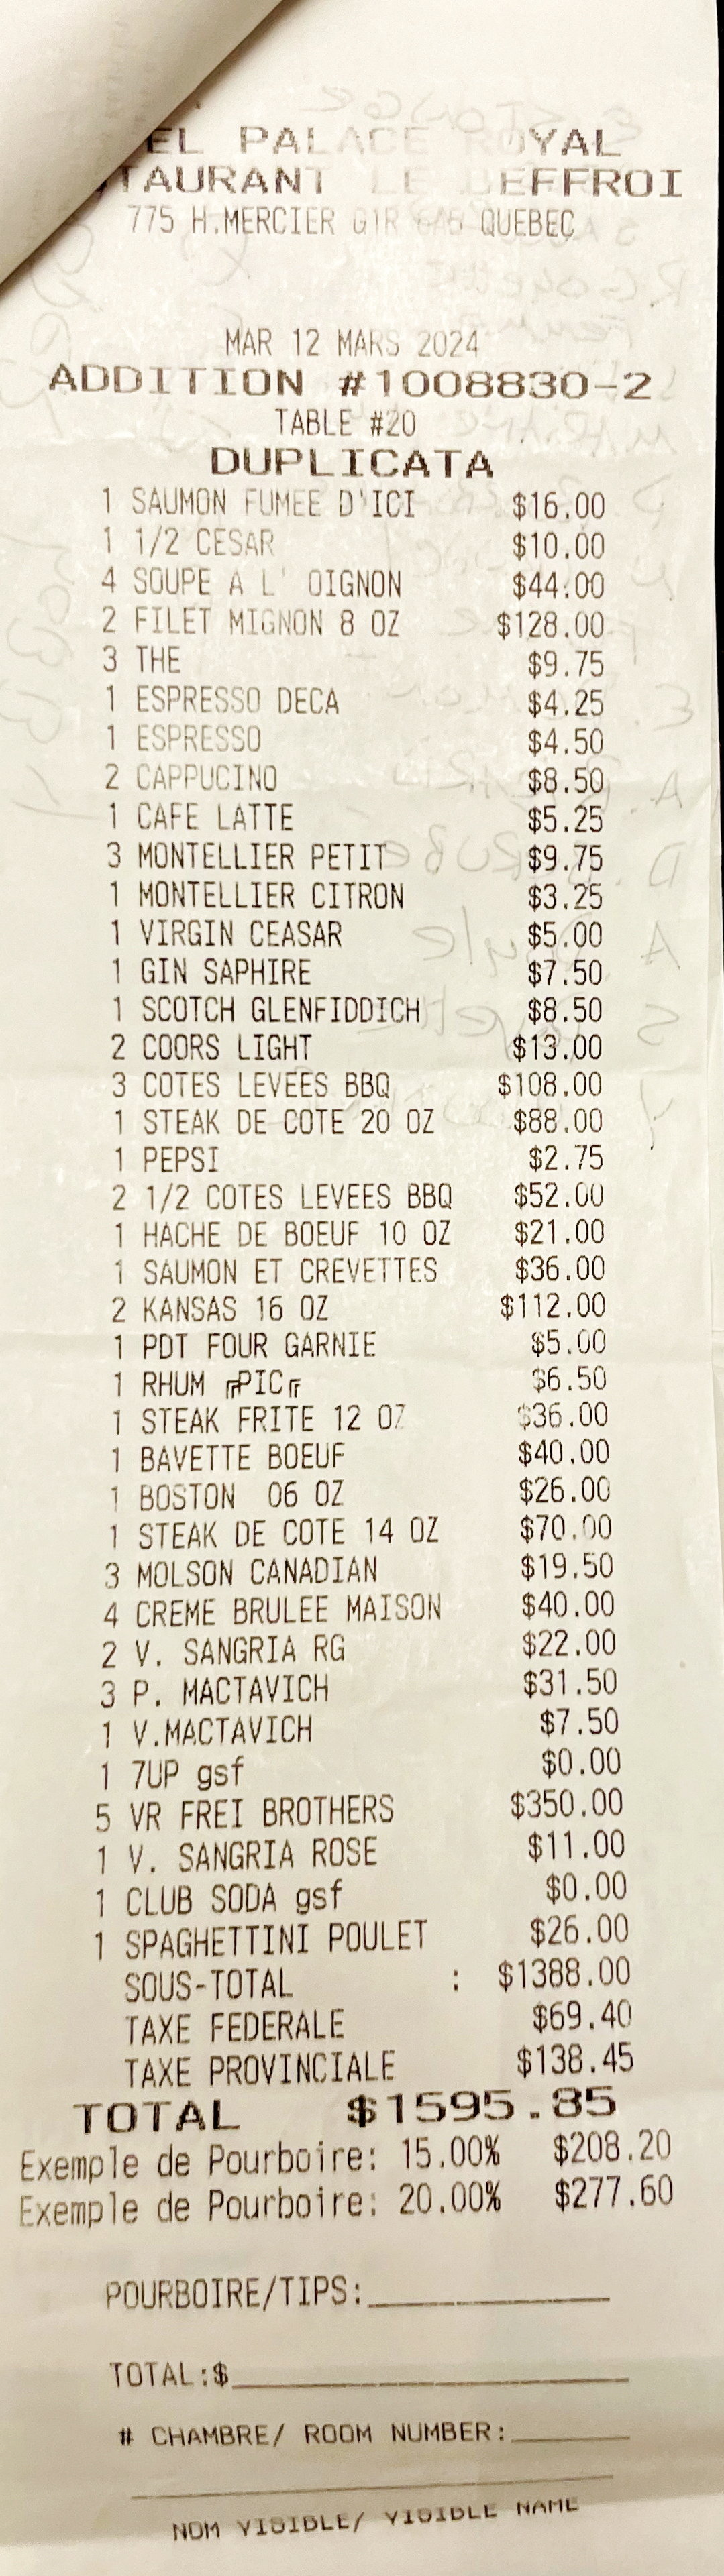 EL PALACE ROYAL
TAURANT LE BEFFROI
775 H.MERCIER G1R QUEBEC
MAR 12 MARS 2024
ADDITION #1008830-2
TABLE #20
DUPLICATA
1 SAUMON FUMEE D'ICI $16.00
1 1/2 CESAR $10.00
4 SOUPE A L' OIGNON $44.00
2 FILET MIGNON 8 OZ $128.00
3 THE $9.75
1 ESPRESSO DECA $4.25
1 ESPRESSO $4.50
2 CAPPUCINO $8.50
1 CAFE LATTE $5.25
3 MONTELLIER PETIT $9.75
1 MONTELLIER CITRON $3.25
1 VIRGIN CEASAR $5.00
1 GIN SAPHIRE $7.50
1 SCOTCH GLENFIDDICH $8.50
2 COORS LIGHT $13.00
3 COTES LEVEES BBQ $108.00
1 STEAK DE COTE 20 OZ $88.00
1 PEPSI $2.75
2 1/2 COTES LEVEES BBQ $52.00
1 HACHE DE BOEUF 10 OZ $21.00
1 SAUMON ET CREVETTES $36.00
2 KANSAS 16 OZ $112.00
1 PDT FOUR GARNIE $5.00
1 RHUM ╔PIC╔ $6.50
1 STEAK FRITE 12 OZ $36.00
1 BAVETTE BOEUF $40.00
1 BOSTON 06 OZ $26.00
1 STEAK DE COTE 14 OZ $70.00
3 MOLSON CANADIAN $19.50
4 CREME BRULEE MAISON $40.00
2 V. SANGRIA RG $22.00
3 P. MACTAVICH $31.50
1 V.MACTAVICH $7.50
1 7UP gsf $0.00
5 VR FREI BROTHERS $350.00
1 V. SANGRIA ROSE $11.00
1 CLUB SODA gsf $0.00
1 SPAGHETTINI POULET $26.00
SOUS-TOTAL : $1388.00
TAXE FEDERALE $69.40
TAXE PROVINCIALE $138.45
TOTAL $1595.85
Exemple de Pourboire: 15.00% $208.20
Exemple de Pourboire: 20.00% $277.60
POURBOIRE/TIPS:
TOTAL:$
# CHAMBRE/ ROOM NUMBER:
NOM VISIBLE/ VISIBLE NAME